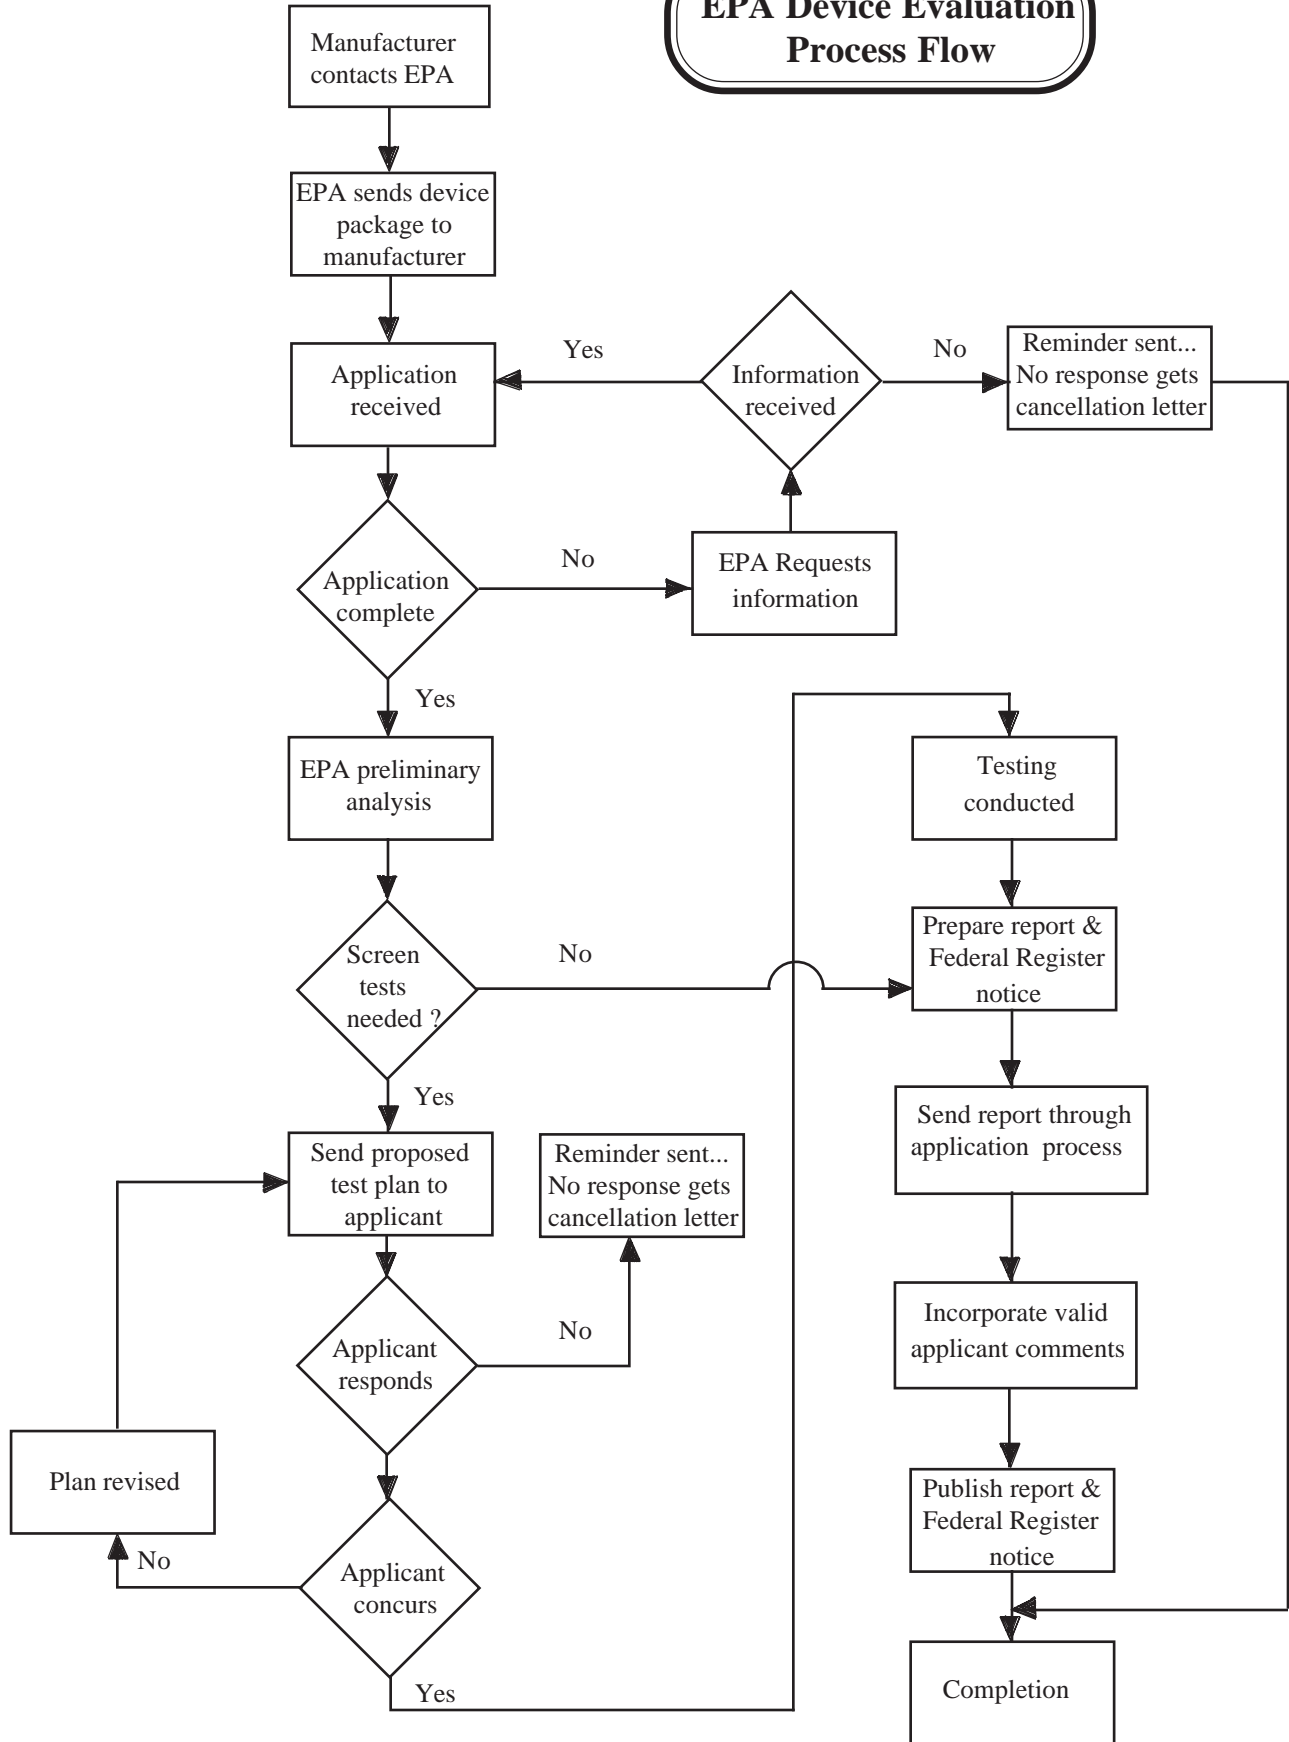 EPA Device Evaluation
Process Flow
Manufacturer
contacts EPA
EPA sends device
package to
manufacturer
Application
received
Yes
Information
received
No
Reminder sent...
No response gets
cancellation letter
Application
complete
No
EPA Requests
information
Yes
EPA preliminary
analysis
Screen
tests
needed ?
No
Yes
Send proposed
test plan to
applicant
Reminder sent...
No response gets
cancellation letter
Applicant
responds
No
Plan revised
No
Applicant
concurs
Yes
Testing
conducted
Prepare report &
Federal Register
notice
Send report through
application process
Incorporate valid
applicant comments
Publish report &
Federal Register
notice
Completion